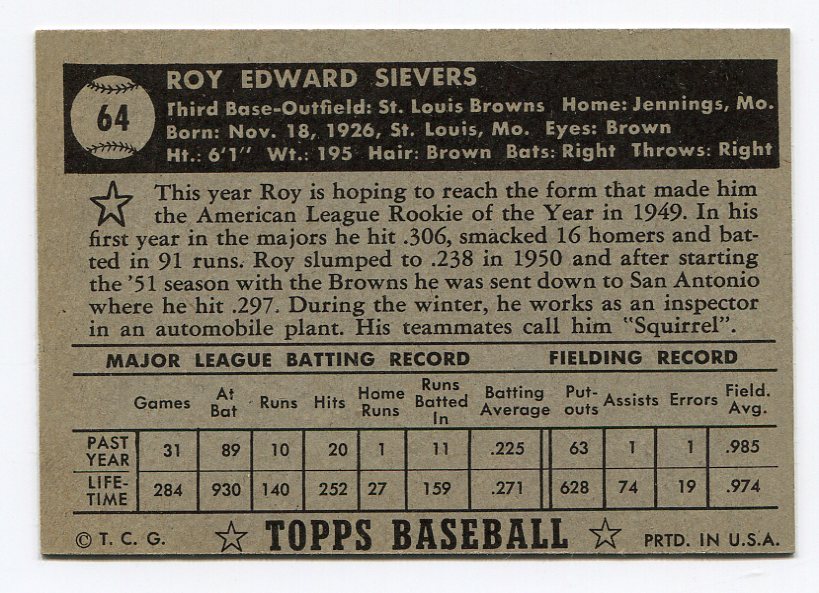 64
ROY EDWARD SIEVERS
Third Base-Outfield: St. Louis Browns Home: Jennings, Mo.
Born: Nov. 18, 1926, St. Louis, Mo. Eyes: Brown
Ht.: 6'1" Wt.: 195 Hair: Brown Bats: Right Throws: Right
This year Roy is hoping to reach the form that made him
the American League Rookie of the Year in 1949. In his
first year in the majors he hit .306, smacked 16 homers and bat-
ted in 91 runs. Roy slumped to .238 in 1950 and after starting
the '51 season with the Browns he was sent down to San Antonio
where he hit .297. During the winter, he works as an inspector
in an automobile plant. His teammates call him "Squirrel".
MAJOR LEAGUE BATTING RECORD FIELDING RECORD
Games At Bat Runs Hits Home Runs Runs Batted In Batting Average Put-outs Assists Errors Field. Avg.
PAST YEAR 31 89 10 20 1 11 .225 63 1 1 .985
LIFE-TIME 284 930 140 252 27 159 .271 628 74 19 .974
© T. C. G. TOPPS BASEBALL PRTD. IN U.S.A.